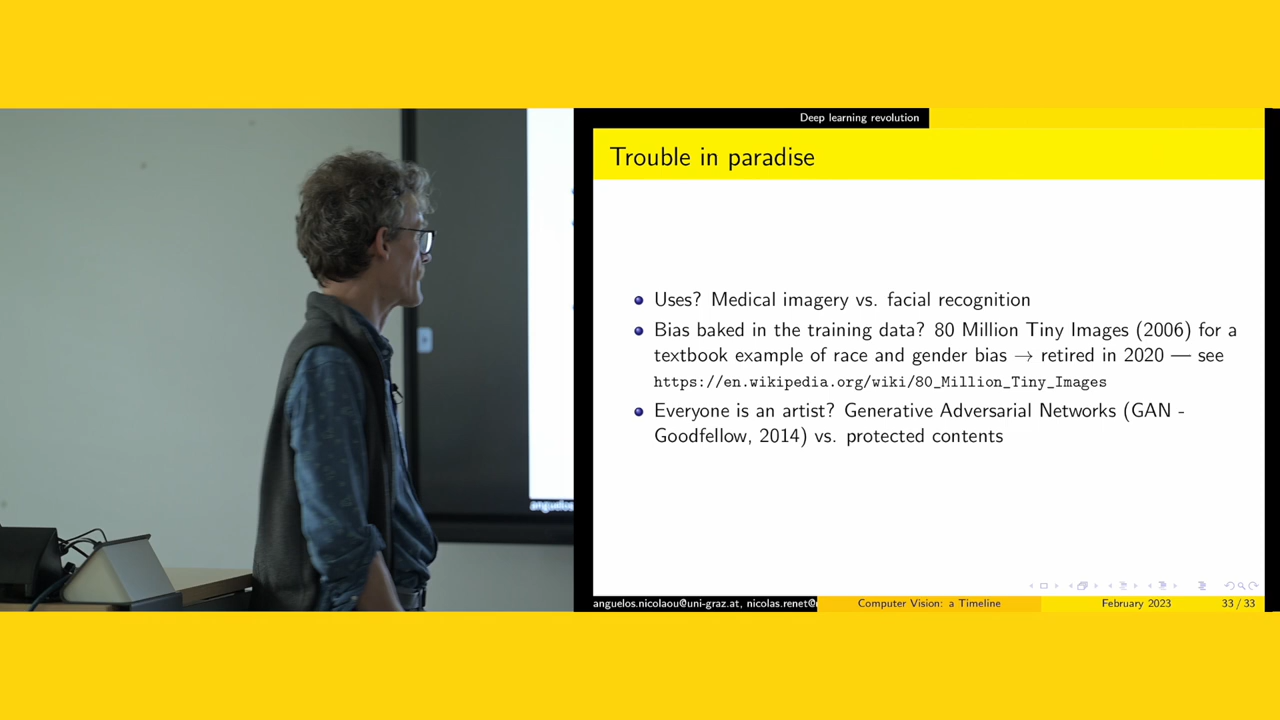 Deep learning revolution
Trouble in paradise
Uses? Medical imagery vs. facial recognition
Bias baked in the training data? 80 Million Tiny Images (2006) for a
textbook example of race and gender bias → retired in 2020 — see
https://en.wikipedia.org/wiki/80_Million_Tiny_Images
Everyone is an artist? Generative Adversarial Networks (GAN -
Goodfellow, 2014) vs. protected contents
anguelos
anguelos.nicolaou@uni-graz.at, nicolas.renet@
Computer Vision: a Timeline
February 2023
33 / 33